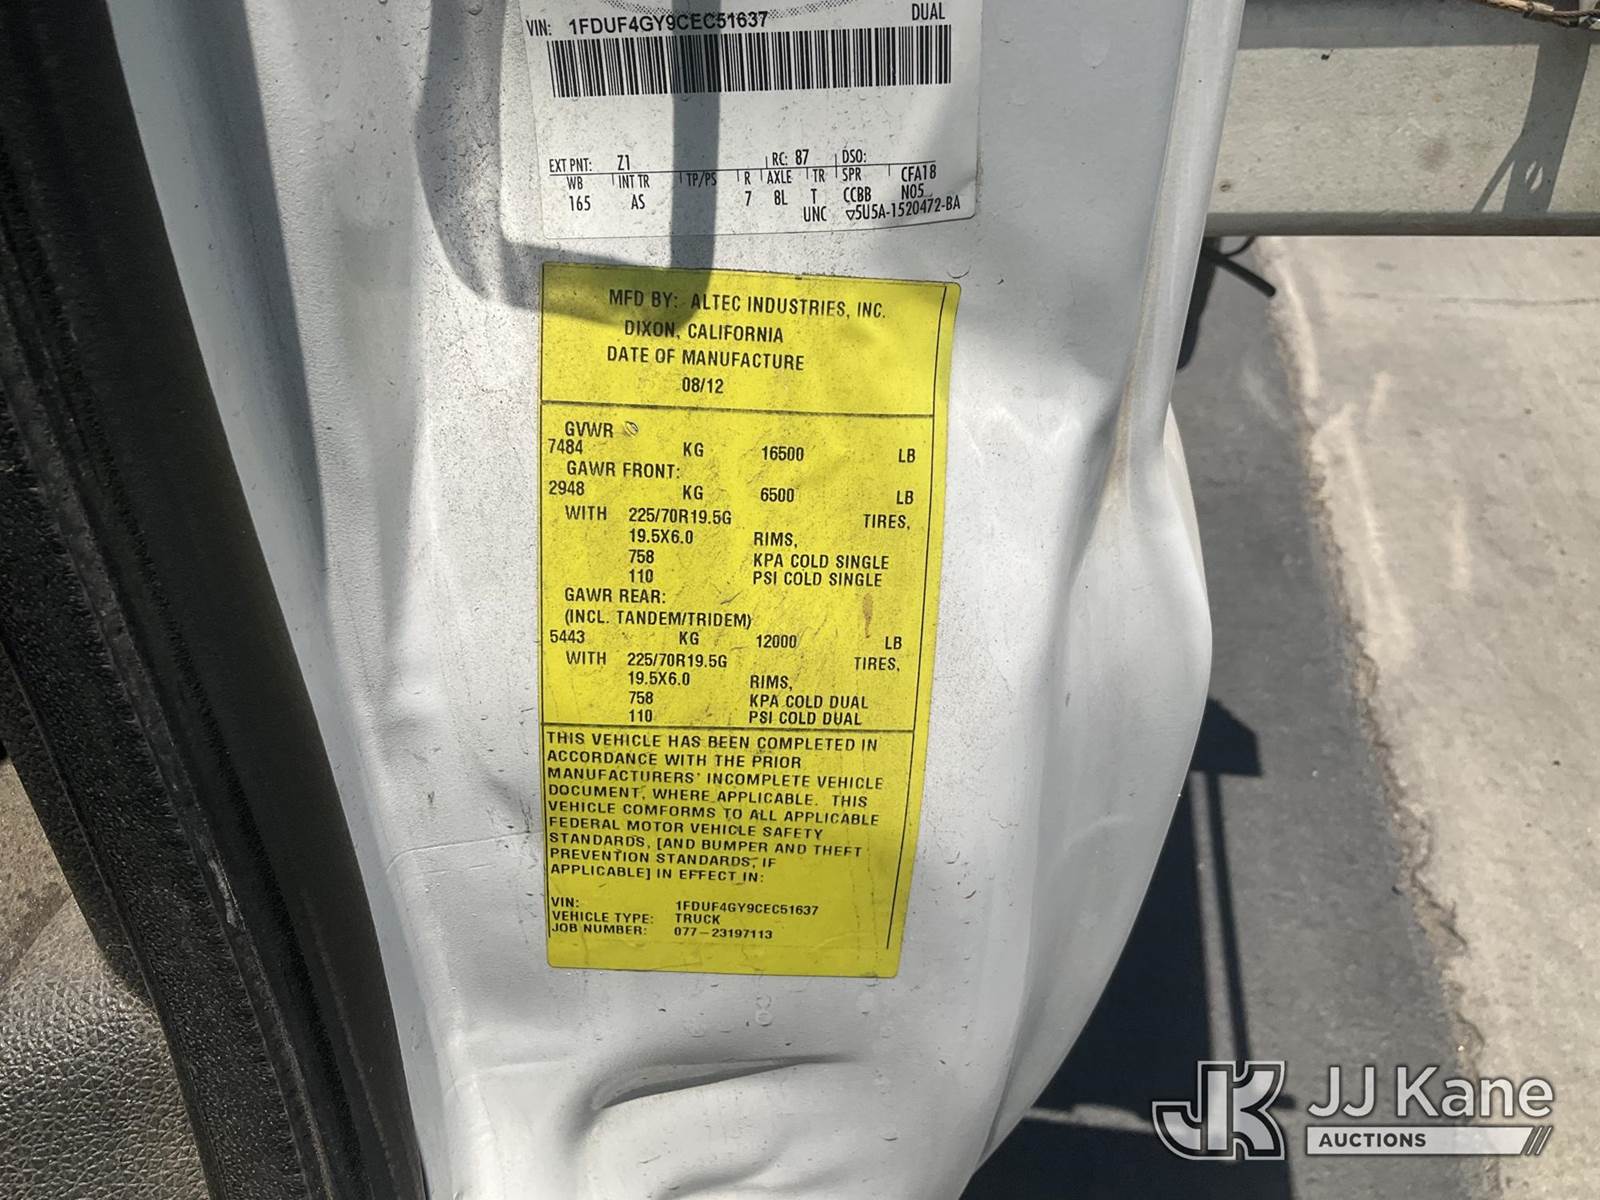 DUAL
VIN: 1FDUF4GY9CEC51637
EXT PNT: Z1 RC: 87 DSO:
WB INT TR TP/PS R AXLE TR SPR CFA18
165 AS 7 8L T CCBB N05
UNC ▽5U5A-1520472-BA
MFD BY: ALTEC INDUSTRIES, INC.
DIXON, CALIFORNIA
DATE OF MANUFACTURE
08/12
GVWR
7484 KG 16500 LB
GAWR FRONT:
2948 KG 6500 LB
WITH 225/70R19.5G TIRES,
19.5X6.0 RIMS,
758 KPA COLD SINGLE
110 PSI COLD SINGLE
GAWR REAR:
(INCL. TANDEM/TRIDEM)
5443 KG 12000 LB
WITH 225/70R19.5G TIRES,
19.5X6.0 RIMS,
758 KPA COLD DUAL
110 PSI COLD DUAL
THIS VEHICLE HAS BEEN COMPLETED IN
ACCORDANCE WITH THE PRIOR
MANUFACTURERS' INCOMPLETE VEHICLE
DOCUMENT, WHERE APPLICABLE. THIS
VEHICLE COMFORMS TO ALL APPLICABLE
FEDERAL MOTOR VEHICLE SAFETY
STANDARDS, [AND BUMPER AND THEFT
PREVENTION STANDARDS, IF
APPLICABLE] IN EFFECT IN:
VIN: 1FDUF4GY9CEC51637
VEHICLE TYPE: TRUCK
JOB NUMBER: 077-23197113
JK JJ Kane
AUCTIONS